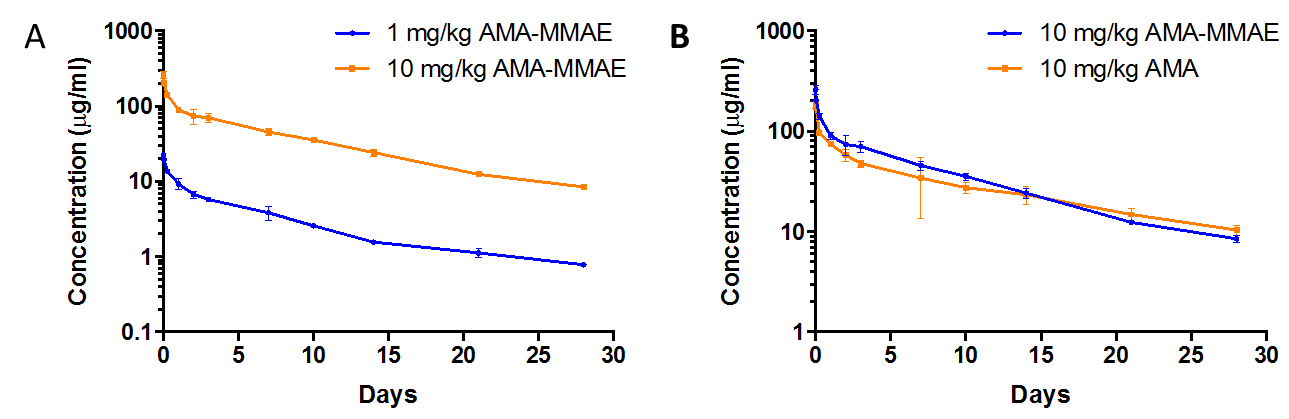 A
1 mg/kg AMA-MMAE
10 mg/kg AMA-MMAE
Concentration (µg/ml)
1000
100
10
1
0.1
0 5 10 15 20 25 30
Days
B
10 mg/kg AMA-MMAE
10 mg/kg AMA
Concentration (µg/ml)
1000
100
10
1
0 5 10 15 20 25 30
Days